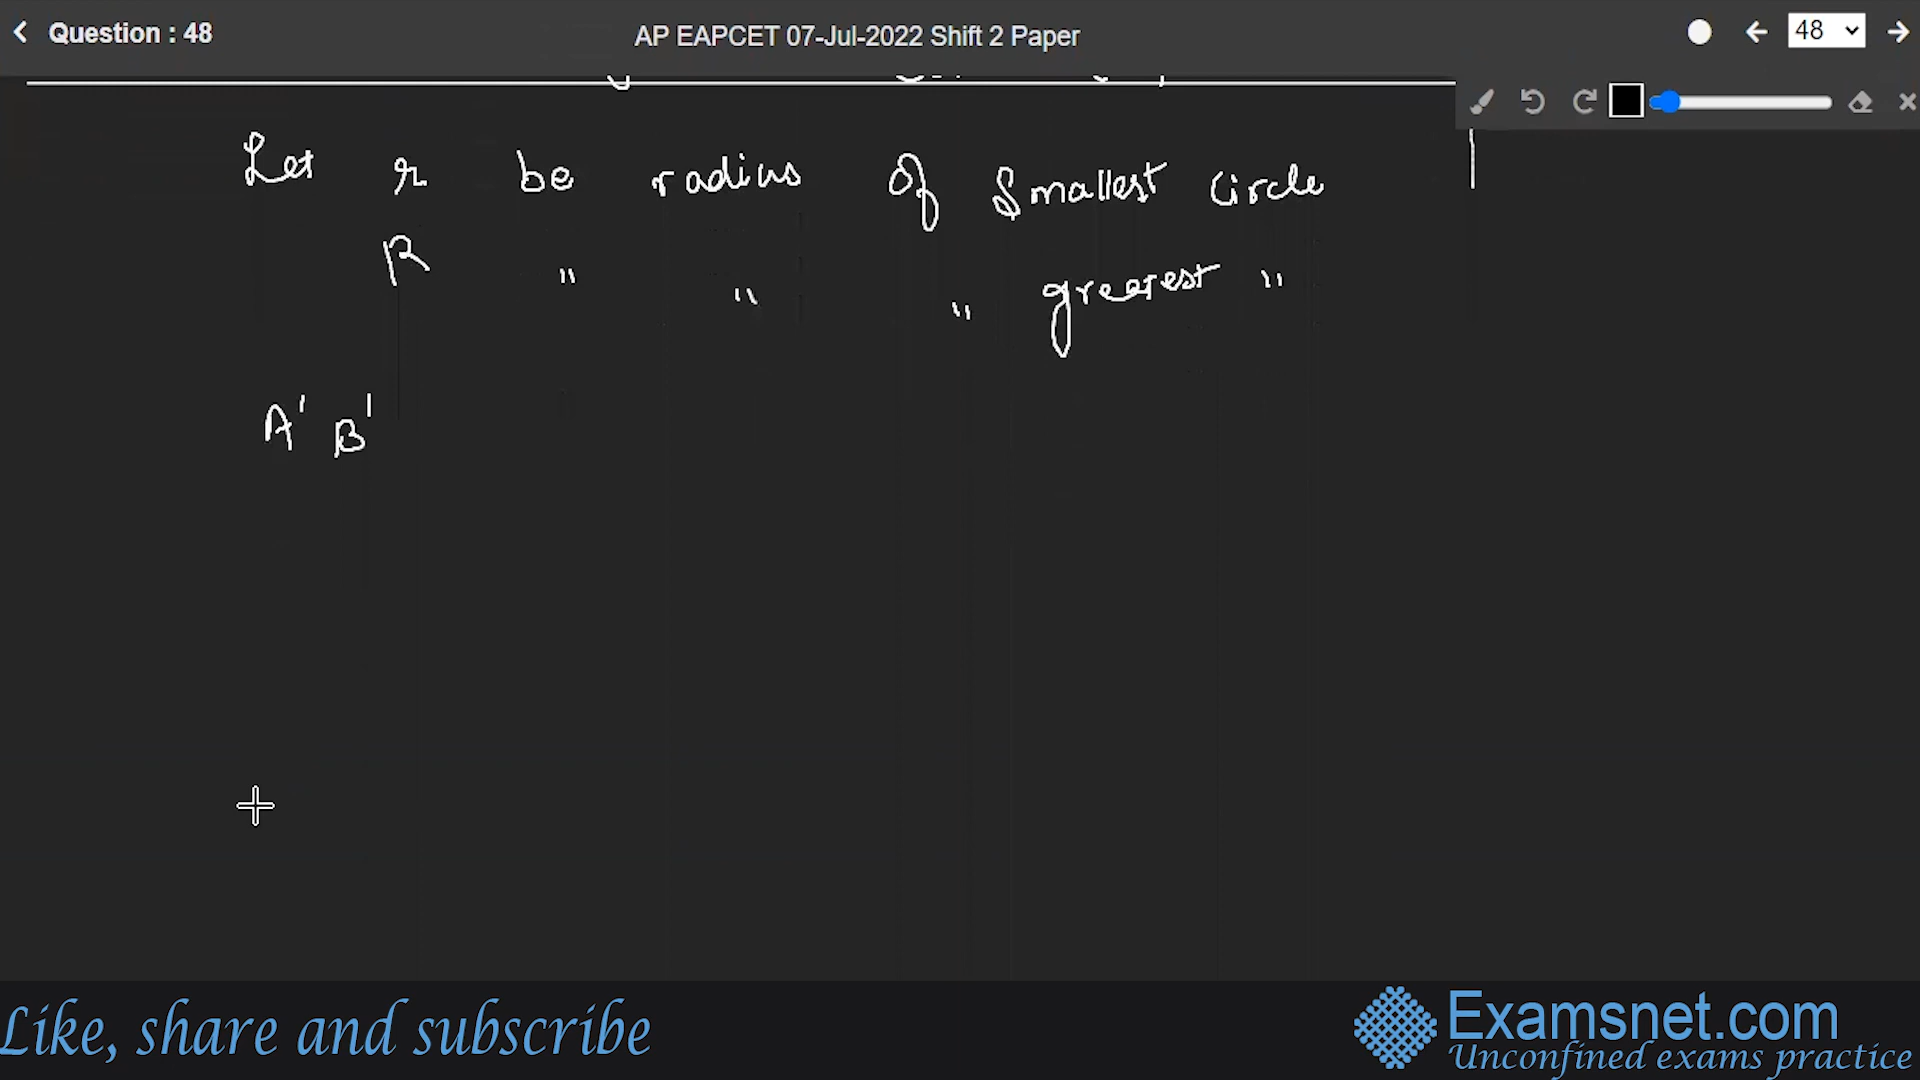 Question : 48
AP EAPCET 07-Jul-2022 Shift 2 Paper
48
Let r be radius of smallest circle
R " " " greatest "
A' B'
Like, share and subscribe
Examsnet.com
Unconfined exams practice